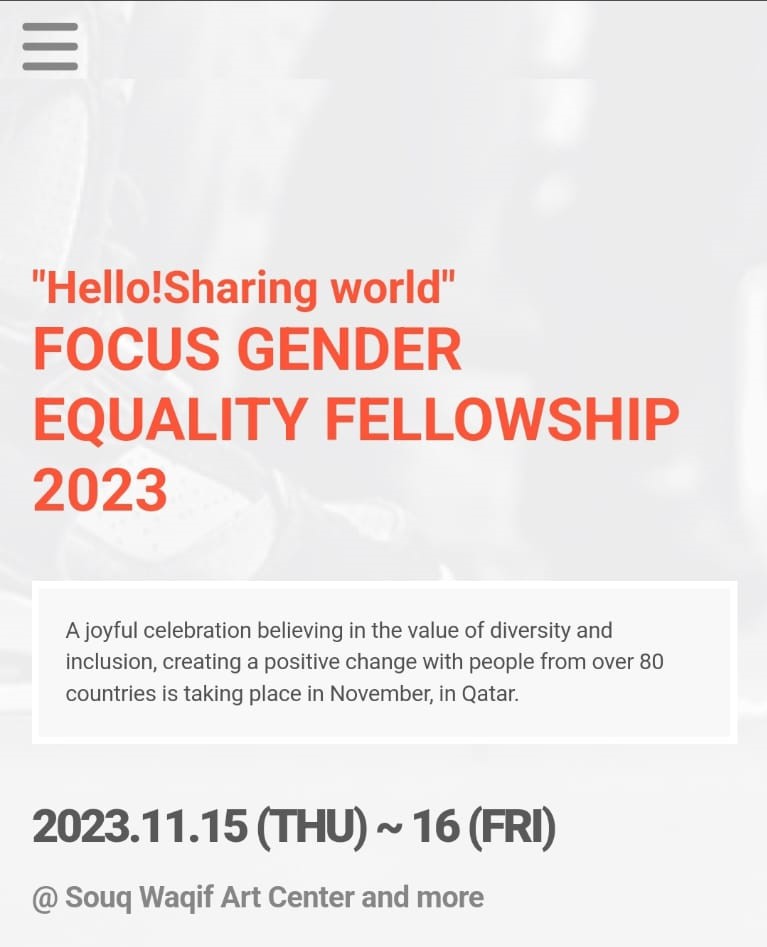 "Hello!Sharing world"
FOCUS GENDER
EQUALITY FELLOWSHIP
2023
A joyful celebration believing in the value of diversity and
inclusion, creating a positive change with people from over 80
countries is taking place in November, in Qatar.
2023.11.15 (THU) ~ 16 (FRI)
@ Souq Waqif Art Center and more